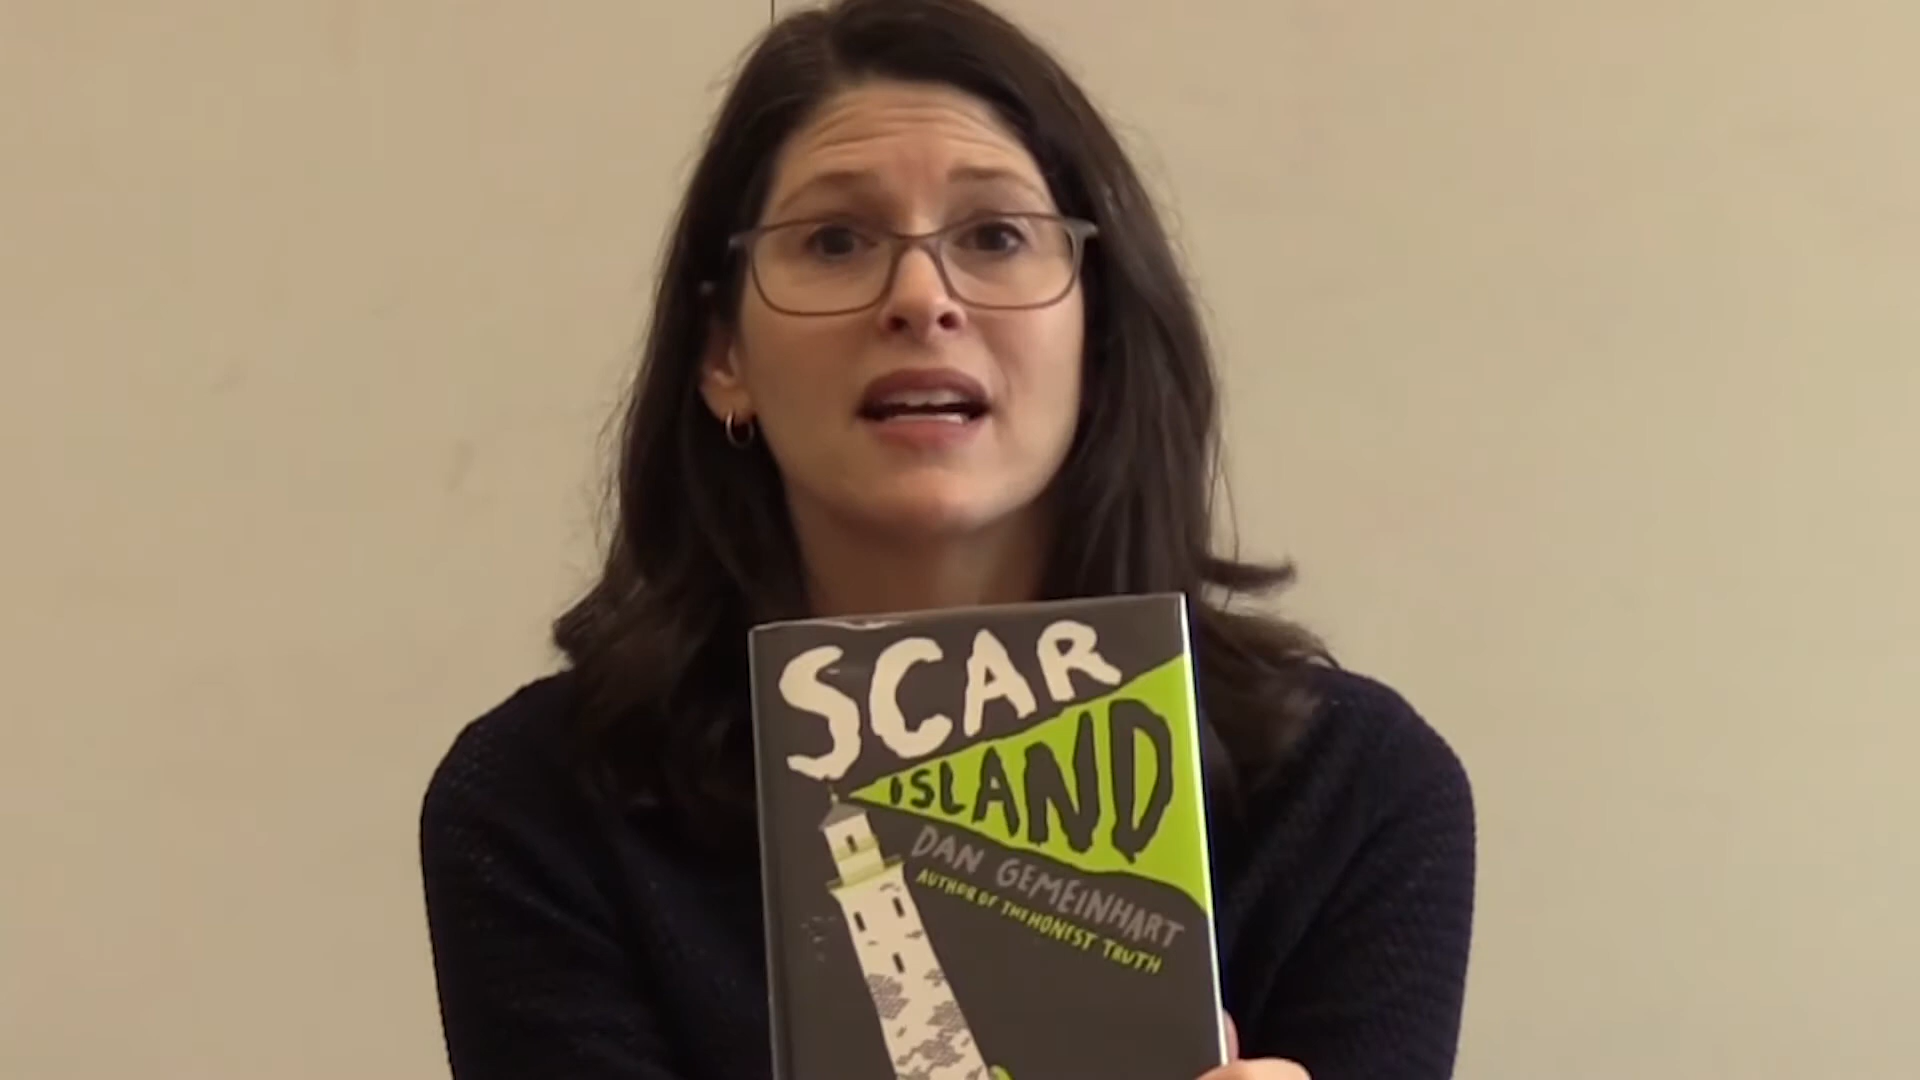 SCAR
ISLAND
DAN GEMEINHART
AUTHOR OF THE HONEST TRUTH